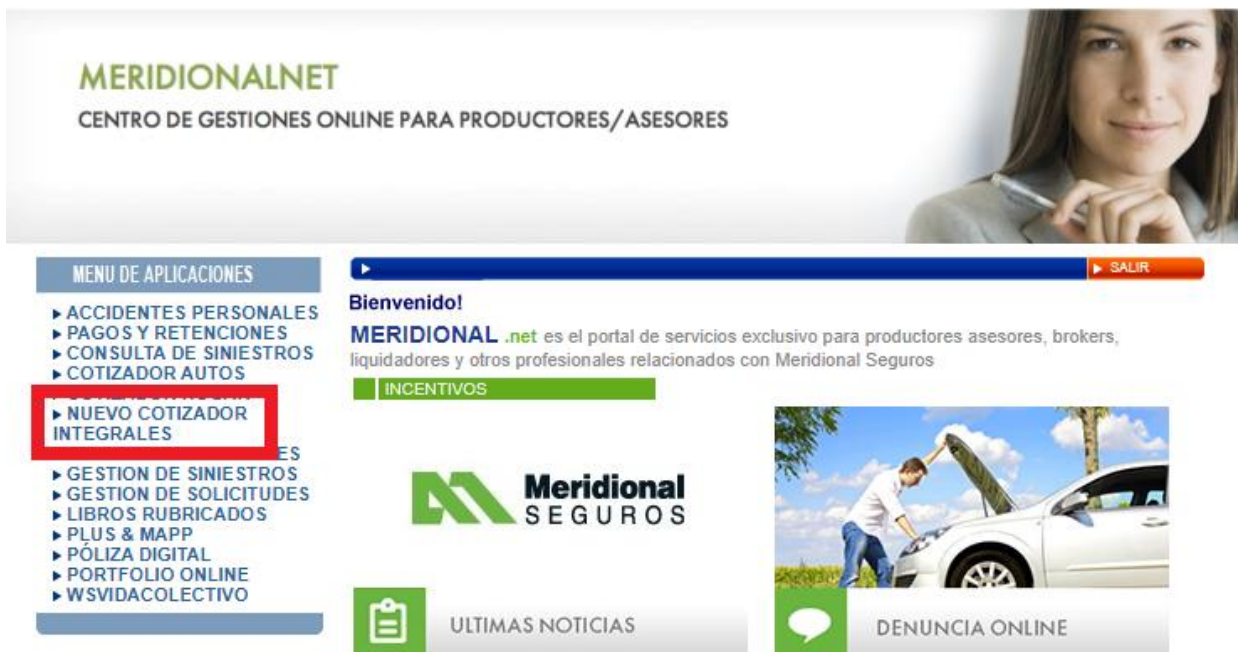 MERIDIONALNET
CENTRO DE GESTIONES ONLINE PARA PRODUCTORES/ASESORES
MENU DE APLICACIONES
ACCIDENTES PERSONALES
PAGOS Y RETENCIONES
CONSULTA DE SINIESTROS
COTIZADOR AUTOS
NUEVO COTIZADOR
INTEGRALES
ES
GESTION DE SINIESTROS
GESTION DE SOLICITUDES
LIBROS RUBRICADOS
PLUS & MAPP
PÓLIZA DIGITAL
PORTFOLIO ONLINE
WSVIDACOLECTIVO
SALIR
Bienvenido!
MERIDIONAL .net es el portal de servicios exclusivo para productores asesores, brokers,
liquidadores y otros profesionales relacionados con Meridional Seguros
INCENTIVOS
Meridional
SEGUROS
ULTIMAS NOTICIAS
DENUNCIA ONLINE